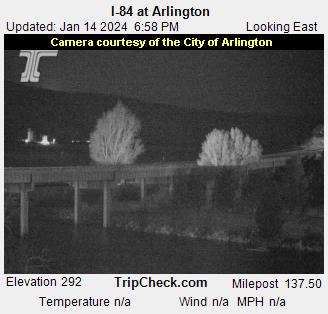 I-84 at Arlington
Updated: Jan 14 2024 6:58 PM Looking East
Camera courtesy of the City of Arlington
Elevation 292 TripCheck.com Milepost 137.50
Temperature n/a Wind n/a MPH n/a